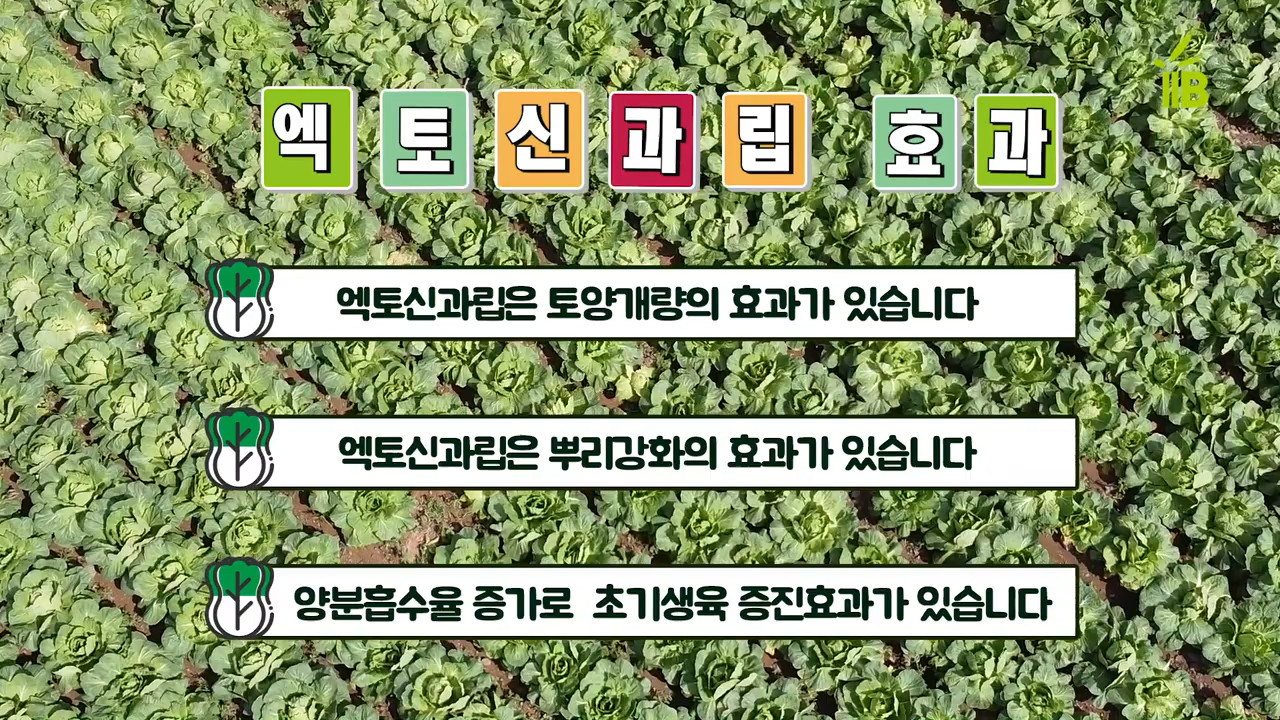 엑토신과립 효과
IIB
엑토신과립은 토양개량의 효과가 있습니다
엑토신과립은 뿌리강화의 효과가 있습니다
양분흡수율 증가로 초기생육 증진효과가 있습니다